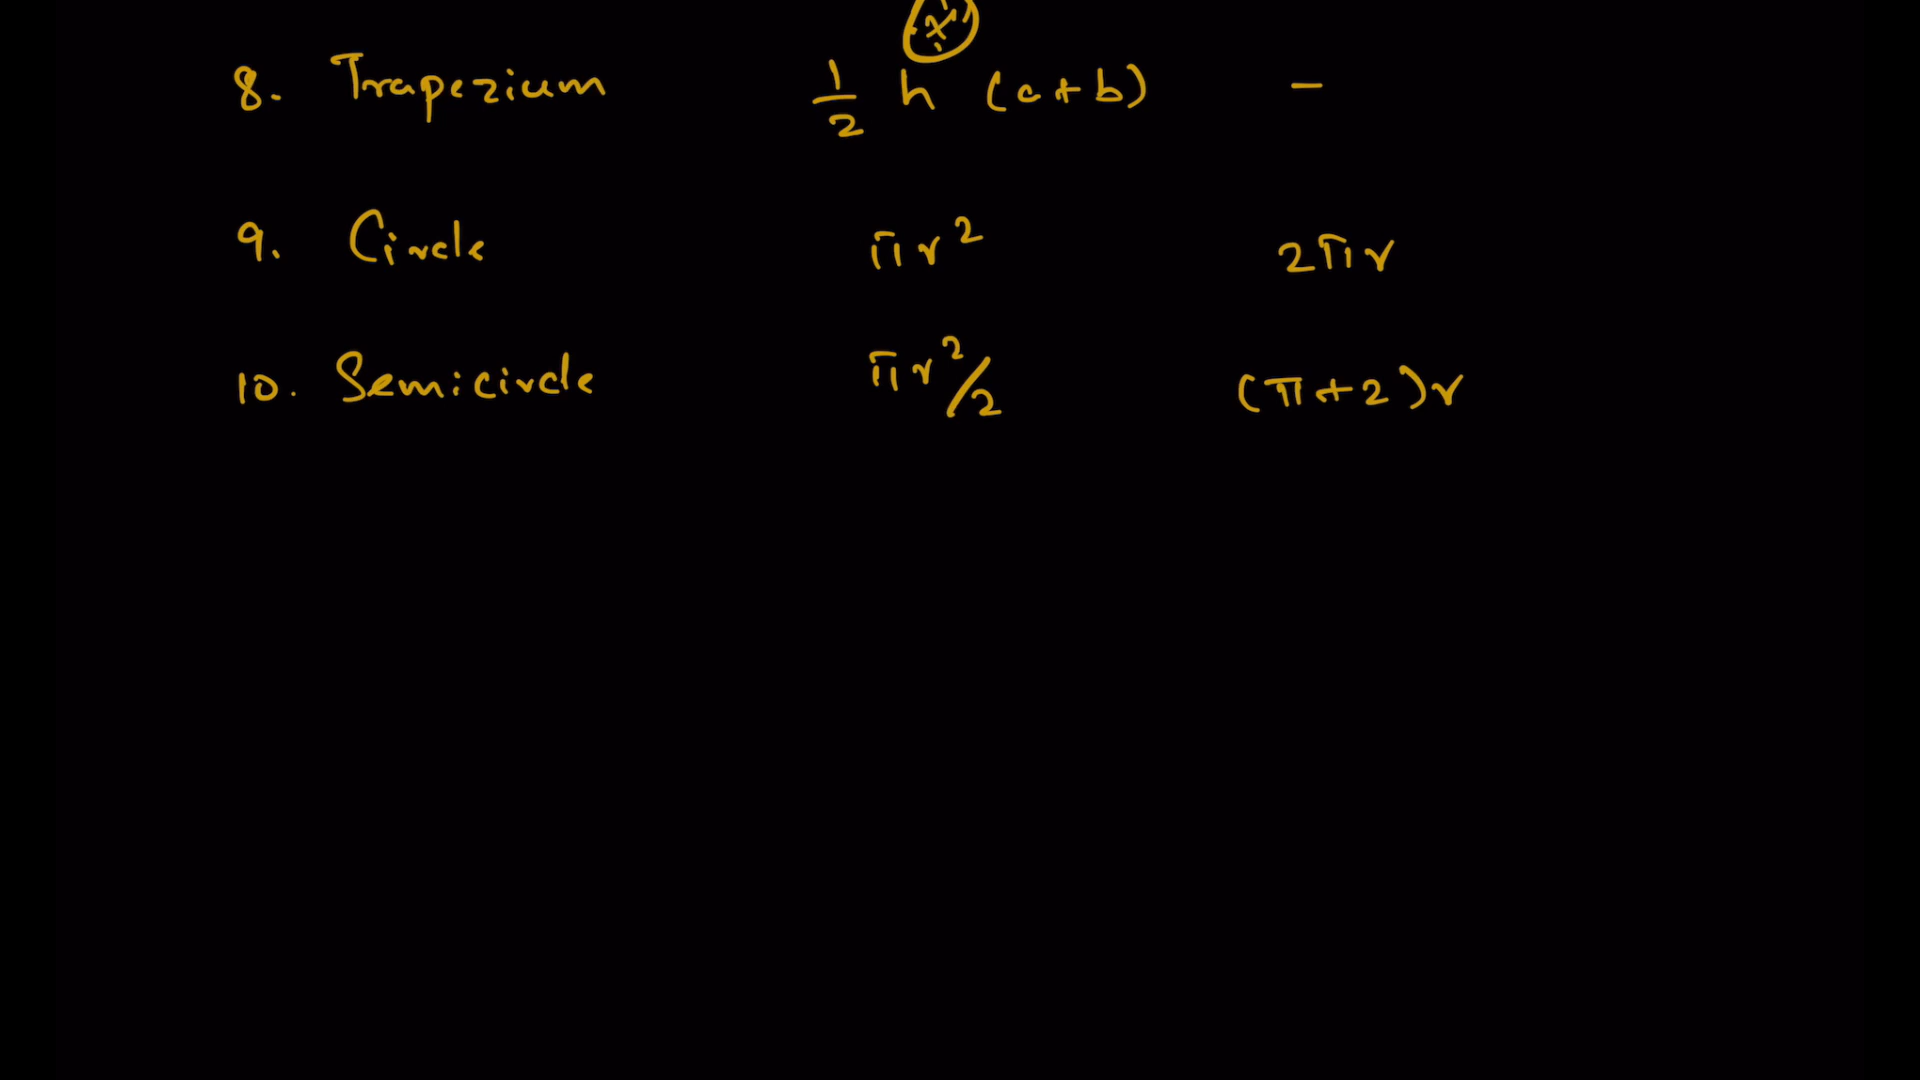 8. Trapezium 1/2 h (a+b) –
9. Circle πr² 2πr
10. Semicircle πr²/2 (π+2)r